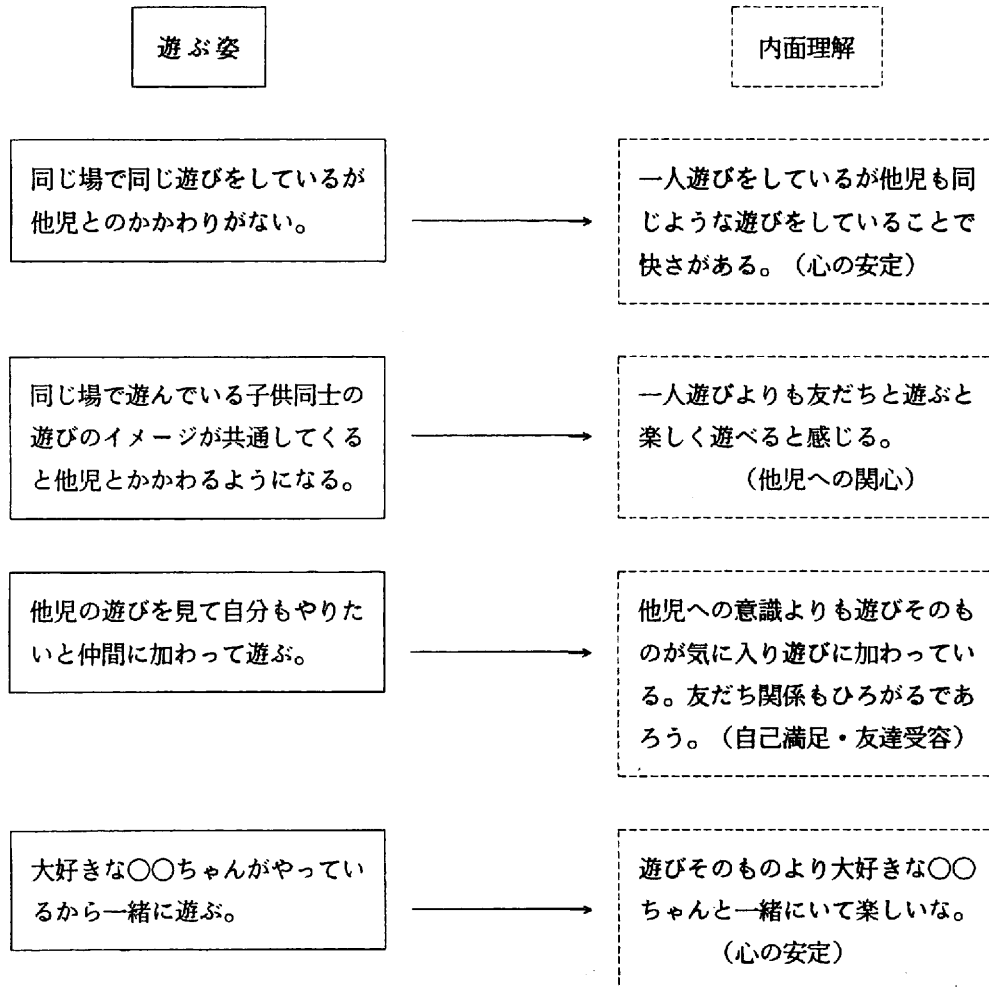 遊ぶ姿
内面理解
同じ場で同じ遊びをしているが
他児とのかかわりがない。
一人遊びをしているが他児も同
じような遊びをしていることで
快さがある。（心の安定）
同じ場で遊んでいる子供同士の
遊びのイメージが共通してくる
と他児とかかわるようになる。
一人遊びよりも友だちと遊ぶと
楽しく遊べると感じる。
（他児への関心）
他児の遊びを見て自分もやりた
いと仲間に加わって遊ぶ。
他児への意識よりも遊びそのも
のが気に入り遊びに加わってい
る。友だち関係もひろがるであ
ろう。（自己満足・友達受容）
大好きな〇〇ちゃんがやってい
るから一緒に遊ぶ。
遊びそのものより大好きな〇〇
ちゃんと一緒にいて楽しいな。
（心の安定）